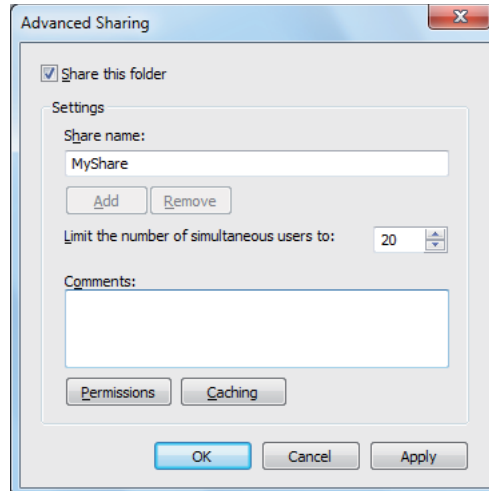 Advanced Sharing
Share this folder
Settings
Share name:
MyShare
Add Remove
Limit the number of simultaneous users to: 20
Comments:
Permissions Caching
OK Cancel Apply